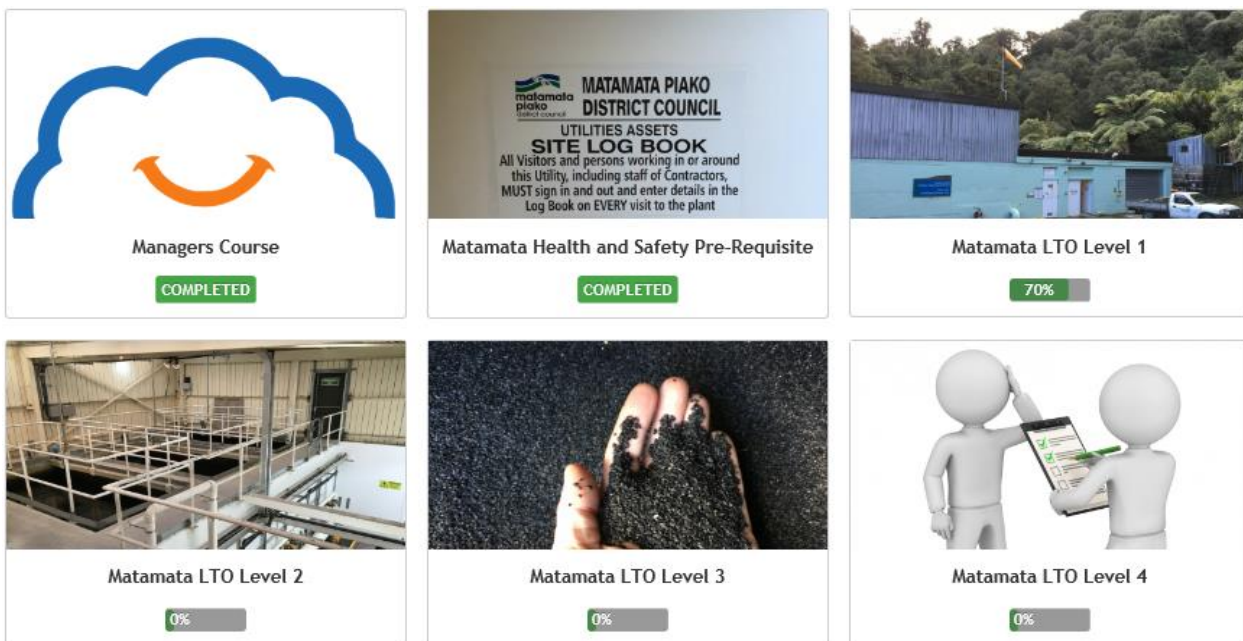 matamata
piako
district council
MATAMATA PIAKO
DISTRICT COUNCIL
UTILITIES ASSETS
SITE LOG BOOK
All Visitors and persons working in or around
this Utility, including staff of Contractors,
MUST sign in and out and enter details in the
Log Book on EVERY visit to the plant
Managers Course
Matamata Health and Safety Pre-Requisite
Matamata LTO Level 1
COMPLETED
COMPLETED
70%
Matamata LTO Level 2
Matamata LTO Level 3
Matamata LTO Level 4
0%
0%
0%